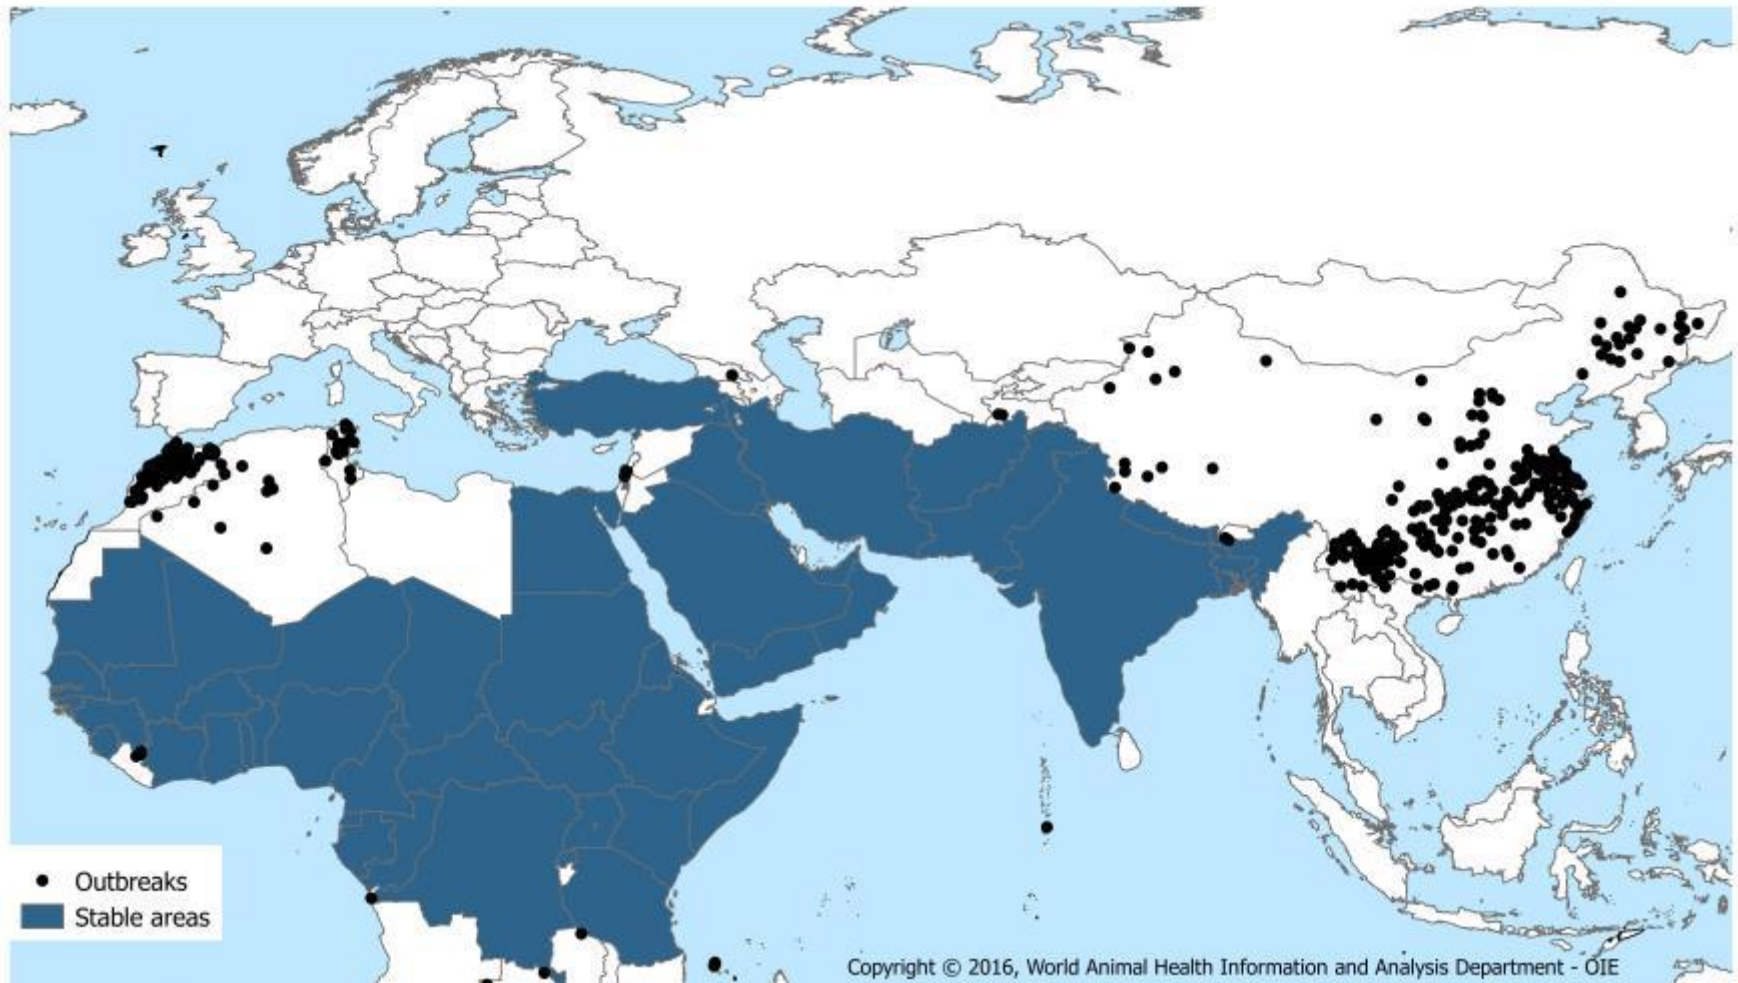 Outbreaks
Stable areas
Copyright © 2016, World Animal Health Information and Analysis Department - OIE